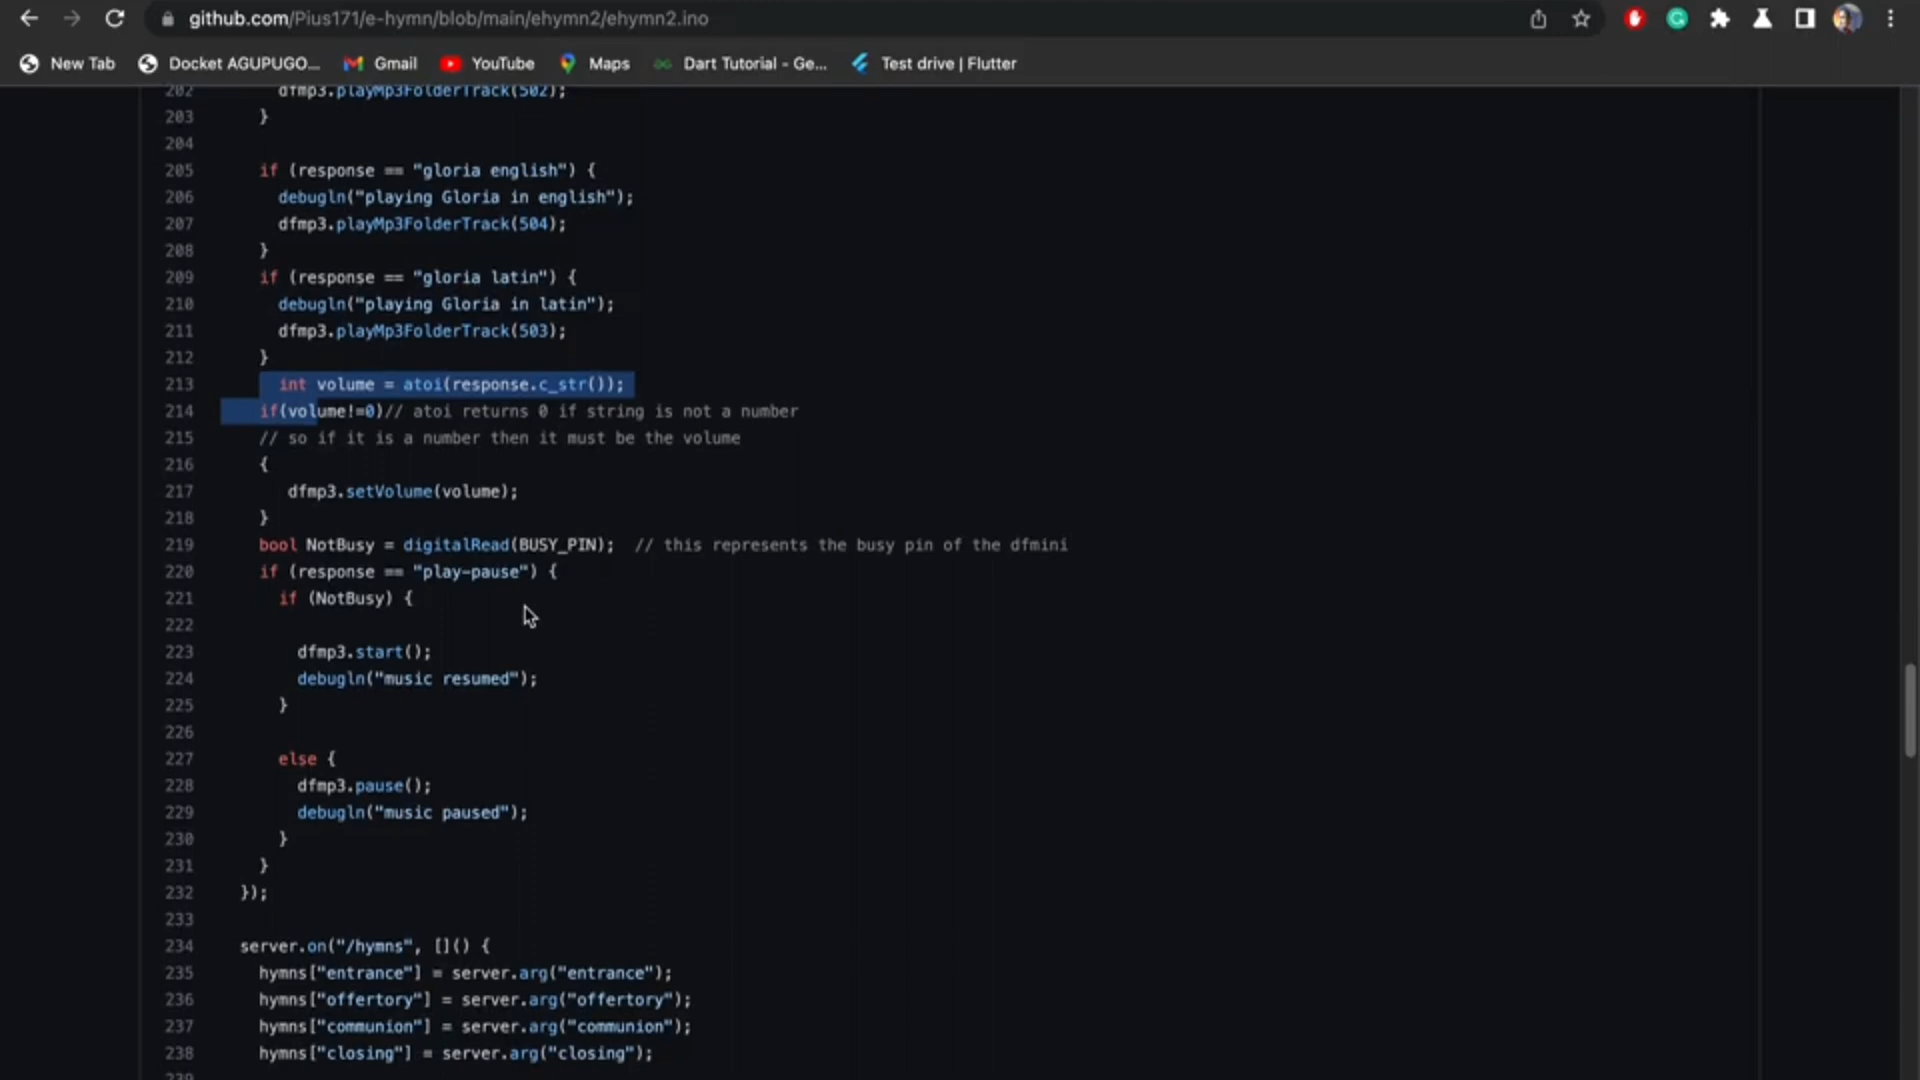 github.com/Pius171/e-hymn/blob/main/ehymn2/ehymn2.ino
New Tab Docket AGUPUGO... Gmail YouTube Maps Dart Tutorial - Ge... Test drive | Flutter
202 dfmp3.playMp3FolderTrack(502);
203 }
204
205 if (response == "gloria english") {
206 debugln("playing Gloria in english");
207 dfmp3.playMp3FolderTrack(504);
208 }
209 if (response == "gloria latin") {
210 debugln("playing Gloria in latin");
211 dfmp3.playMp3FolderTrack(503);
212 }
213 int volume = atoi(response.c_str());
214 if(volume!=0)// atoi returns 0 if string is not a number
215 // so if it is a number then it must be the volume
216 {
217 dfmp3.setVolume(volume);
218 }
219 bool NotBusy = digitalRead(BUSY_PIN); // this represents the busy pin of the dfmini
220 if (response == "play-pause") {
221 if (NotBusy) {
222
223 dfmp3.start();
224 debugln("music resumed");
225 }
226
227 else {
228 dfmp3.pause();
229 debugln("music paused");
230 }
231 }
232 });
233
234 server.on("/hymns", []() {
235 hymns["entrance"] = server.arg("entrance");
236 hymns["offertory"] = server.arg("offertory");
237 hymns["communion"] = server.arg("communion");
238 hymns["closing"] = server.arg("closing");
239